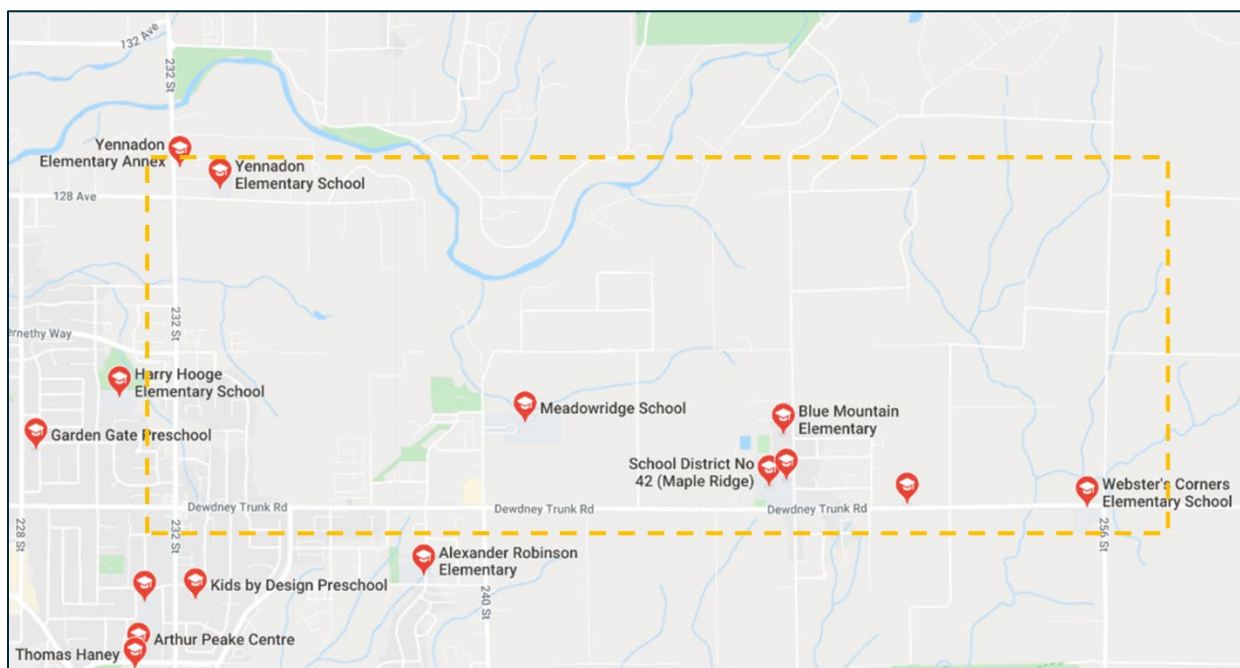 132 Ave
232 St
Yennadon
Elementary Annex
Yennadon
Elementary School
128 Ave
232 St
ernethy Way
Harry Hooge
Elementary School
Meadowridge School
Blue Mountain
Elementary
Garden Gate Preschool
School District No
42 (Maple Ridge)
Webster's Corners
Elementary School
Dewdney Trunk Rd
Dewdney Trunk Rd
Dewdney Trunk Rd
228 St
232 St
256 St
Alexander Robinson
Elementary
Kids by Design Preschool
240 St
Arthur Peake Centre
Thomas Haney